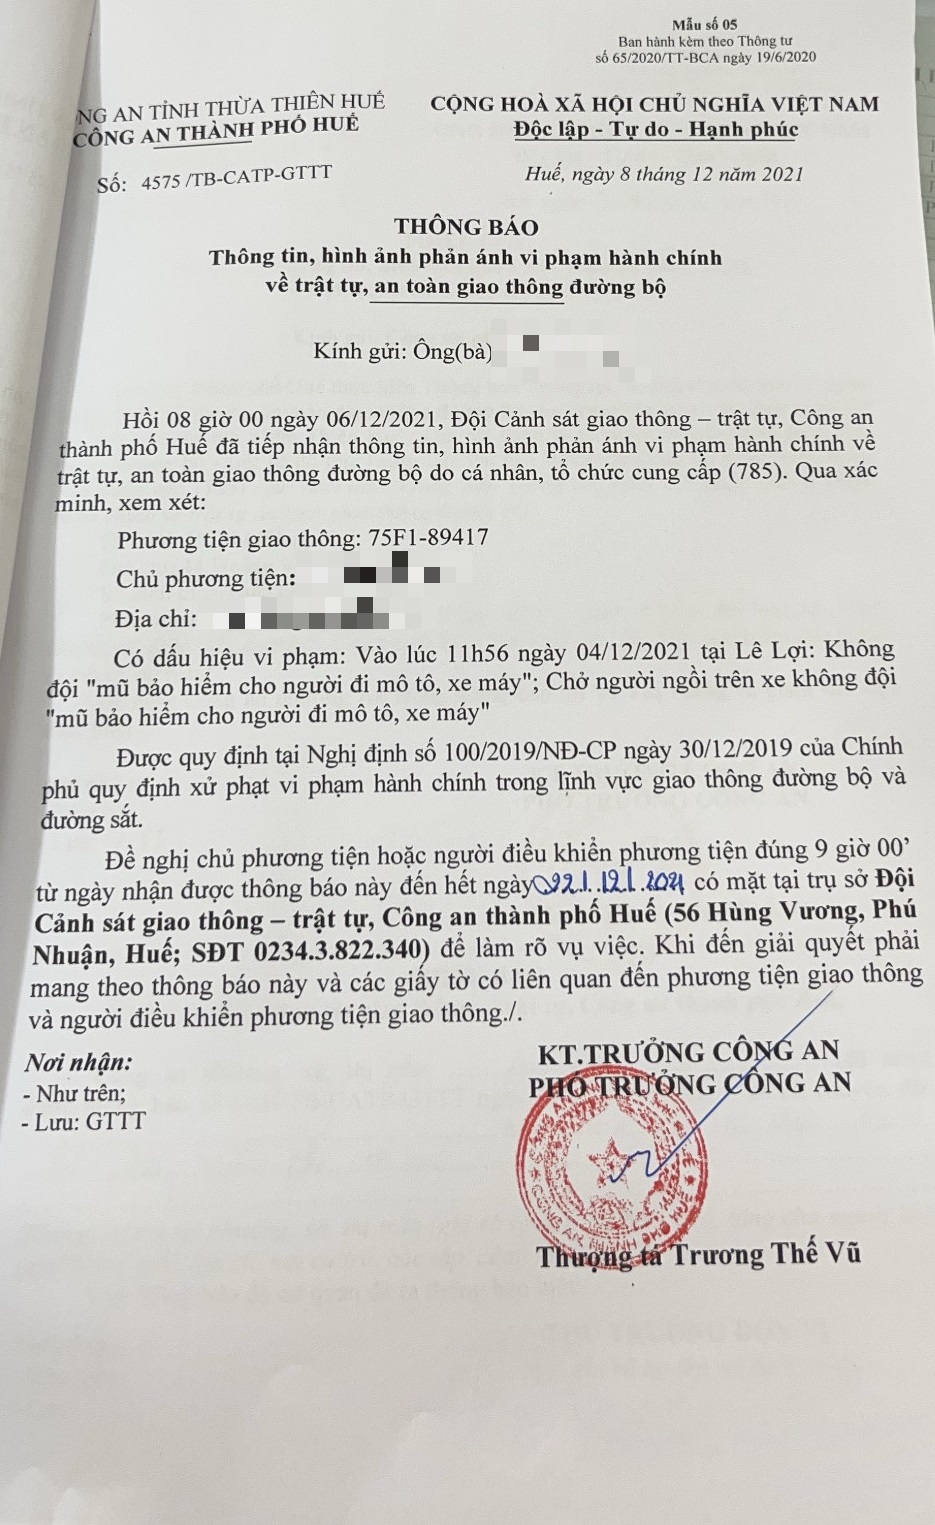 Mẫu số 05
Ban hành kèm theo Thông tư
số 65/2020/TT-BCA ngày 19/6/2020
NG AN TỈNH THỪA THIÊN HUẾ
CÔNG AN THÀNH PHỐ HUẾ
CỘNG HOÀ XÃ HỘI CHỦ NGHĨA VIỆT NAM
Độc lập - Tự do - Hạnh phúc
Số: 4575 /TB-CATP-GTTT
Huế, ngày 8 tháng 12 năm 2021
THÔNG BÁO
Thông tin, hình ảnh phản ánh vi phạm hành chính
về trật tự, an toàn giao thông đường bộ
Kính gửi: Ông(bà)
Hồi 08 giờ 00 ngày 06/12/2021, Đội Cảnh sát giao thông – trật tự, Công an
thành phố Huế đã tiếp nhận thông tin, hình ảnh phản ánh vi phạm hành chính về
trật tự, an toàn giao thông đường bộ do cá nhân, tổ chức cung cấp (785). Qua xác
minh, xem xét:
Phương tiện giao thông: 75F1-89417
Chủ phương tiện:
Địa chỉ:
Có dấu hiệu vi phạm: Vào lúc 11h56 ngày 04/12/2021 tại Lê Lợi: Không
đội "mũ bảo hiểm cho người đi mô tô, xe máy"; Chở người ngồi trên xe không đội
"mũ bảo hiểm cho người đi mô tô, xe máy"
Được quy định tại Nghị định số 100/2019/NĐ-CP ngày 30/12/2019 của Chính
phủ quy định xử phạt vi phạm hành chính trong lĩnh vực giao thông đường bộ và
đường sắt.
Đề nghị chủ phương tiện hoặc người điều khiển phương tiện đúng 9 giờ 00’
từ ngày nhận được thông báo này đến hết ngày 22/12/2021 có mặt tại trụ sở Đội
Cảnh sát giao thông – trật tự, Công an thành phố Huế (56 Hùng Vương, Phú
Nhuận, Huế; SĐT 0234.3.822.340) để làm rõ vụ việc. Khi đến giải quyết phải
mang theo thông báo này và các giấy tờ có liên quan đến phương tiện giao thông
và người điều khiển phương tiện giao thông./.
Nơi nhận:
- Như trên;
- Lưu: GTTT
KT.TRƯỞNG CÔNG AN
PHÓ TRƯỞNG CÔNG AN
CÔNG AN THÀNH PHỐ HUẾ
Thượng tá Trương Thế Vũ